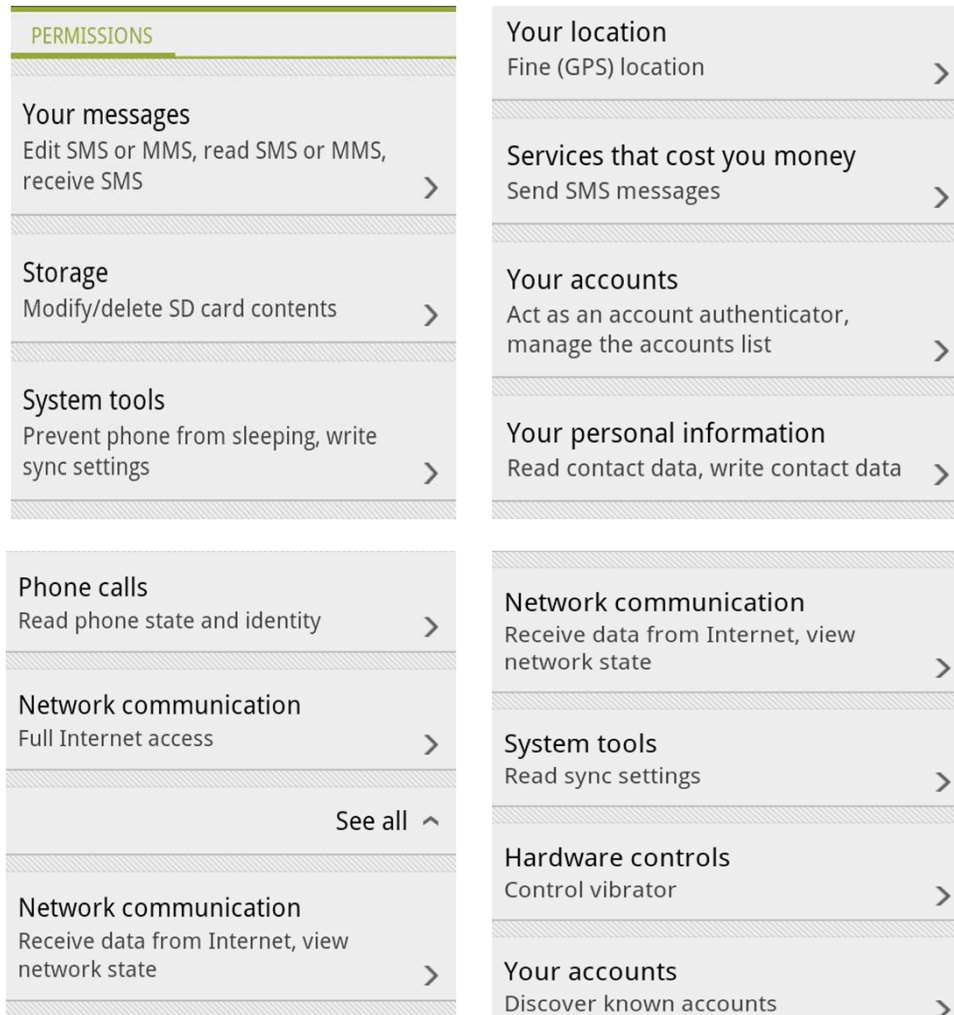 PERMISSIONS
Your messages
Edit SMS or MMS, read SMS or MMS,
receive SMS
Storage
Modify/delete SD card contents
System tools
Prevent phone from sleeping, write
sync settings
Your location
Fine (GPS) location
Services that cost you money
Send SMS messages
Your accounts
Act as an account authenticator,
manage the accounts list
Your personal information
Read contact data, write contact data
Phone calls
Read phone state and identity
Network communication
Full Internet access
See all
Network communication
Receive data from Internet, view
network state
Network communication
Receive data from Internet, view
network state
System tools
Read sync settings
Hardware controls
Control vibrator
Your accounts
Discover known accounts